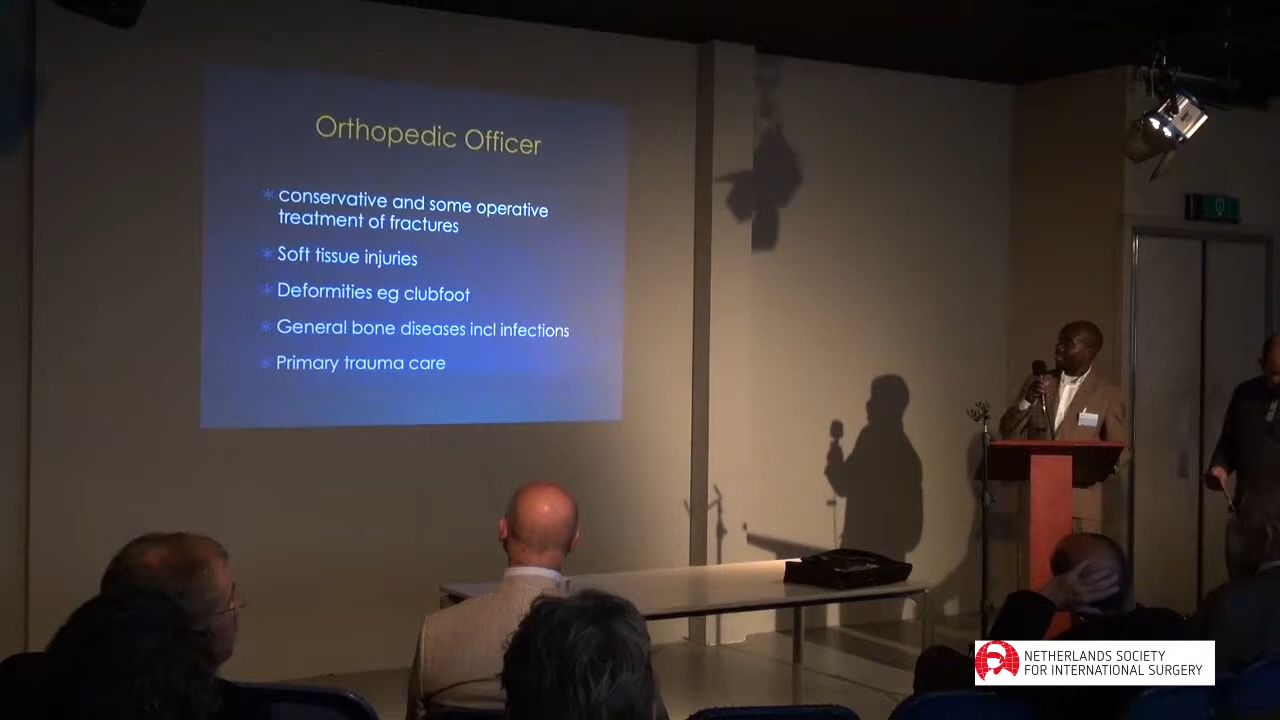 Orthopedic Officer
* conservative and some operative
treatment of fractures
* Soft tissue injuries
* Deformities eg clubfoot
* General bone diseases incl infections
* Primary trauma care
NETHERLANDS SOCIETY
FOR INTERNATIONAL SURGERY